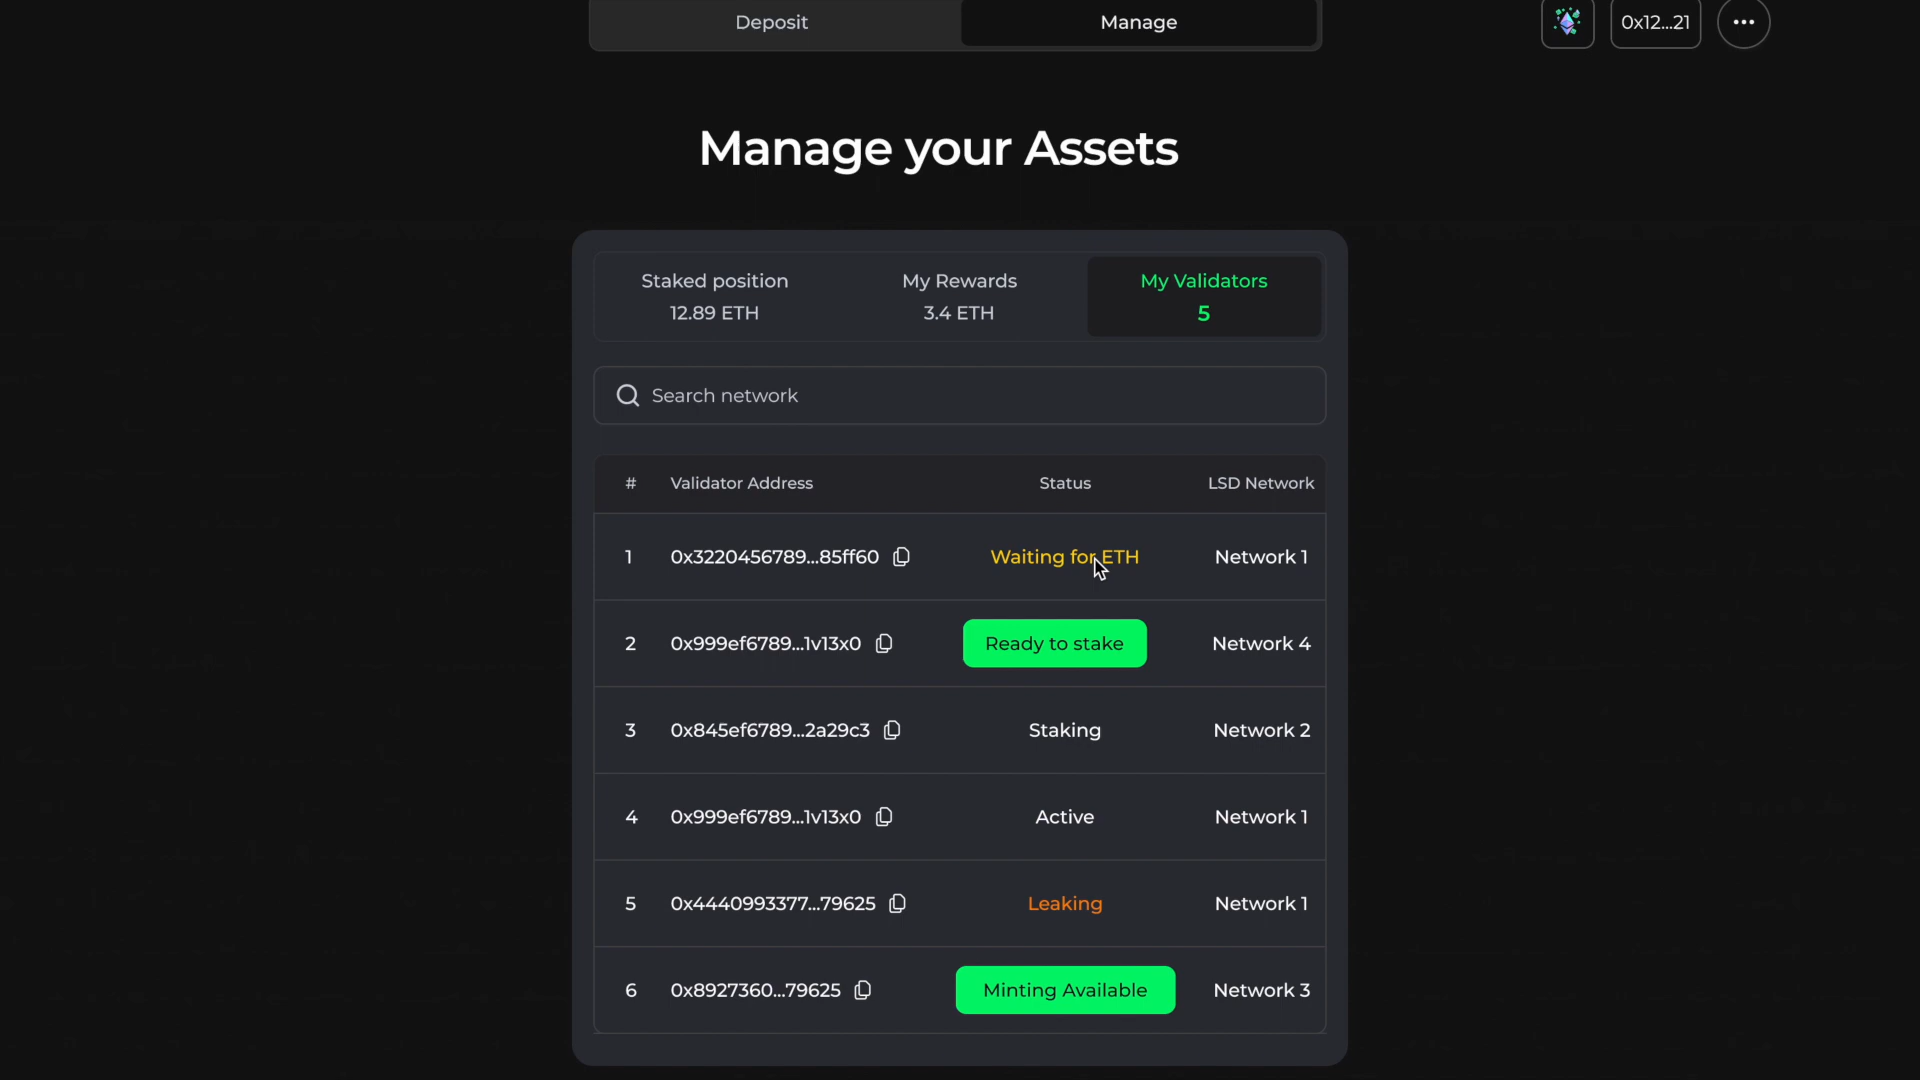 Deposit
Manage
0x12...21
Manage your Assets
Staked position
12.89 ETH
My Rewards
3.4 ETH
My Validators
5
Search network
# Validator Address Status LSD Network
1 0x3220456789...85ff60 Waiting for ETH Network 1
2 0x999ef6789...1v13x0 Ready to stake Network 4
3 0x845ef6789...2a29c3 Staking Network 2
4 0x999ef6789...1v13x0 Active Network 1
5 0x4440993377...79625 Leaking Network 1
6 0x8927360...79625 Minting Available Network 3